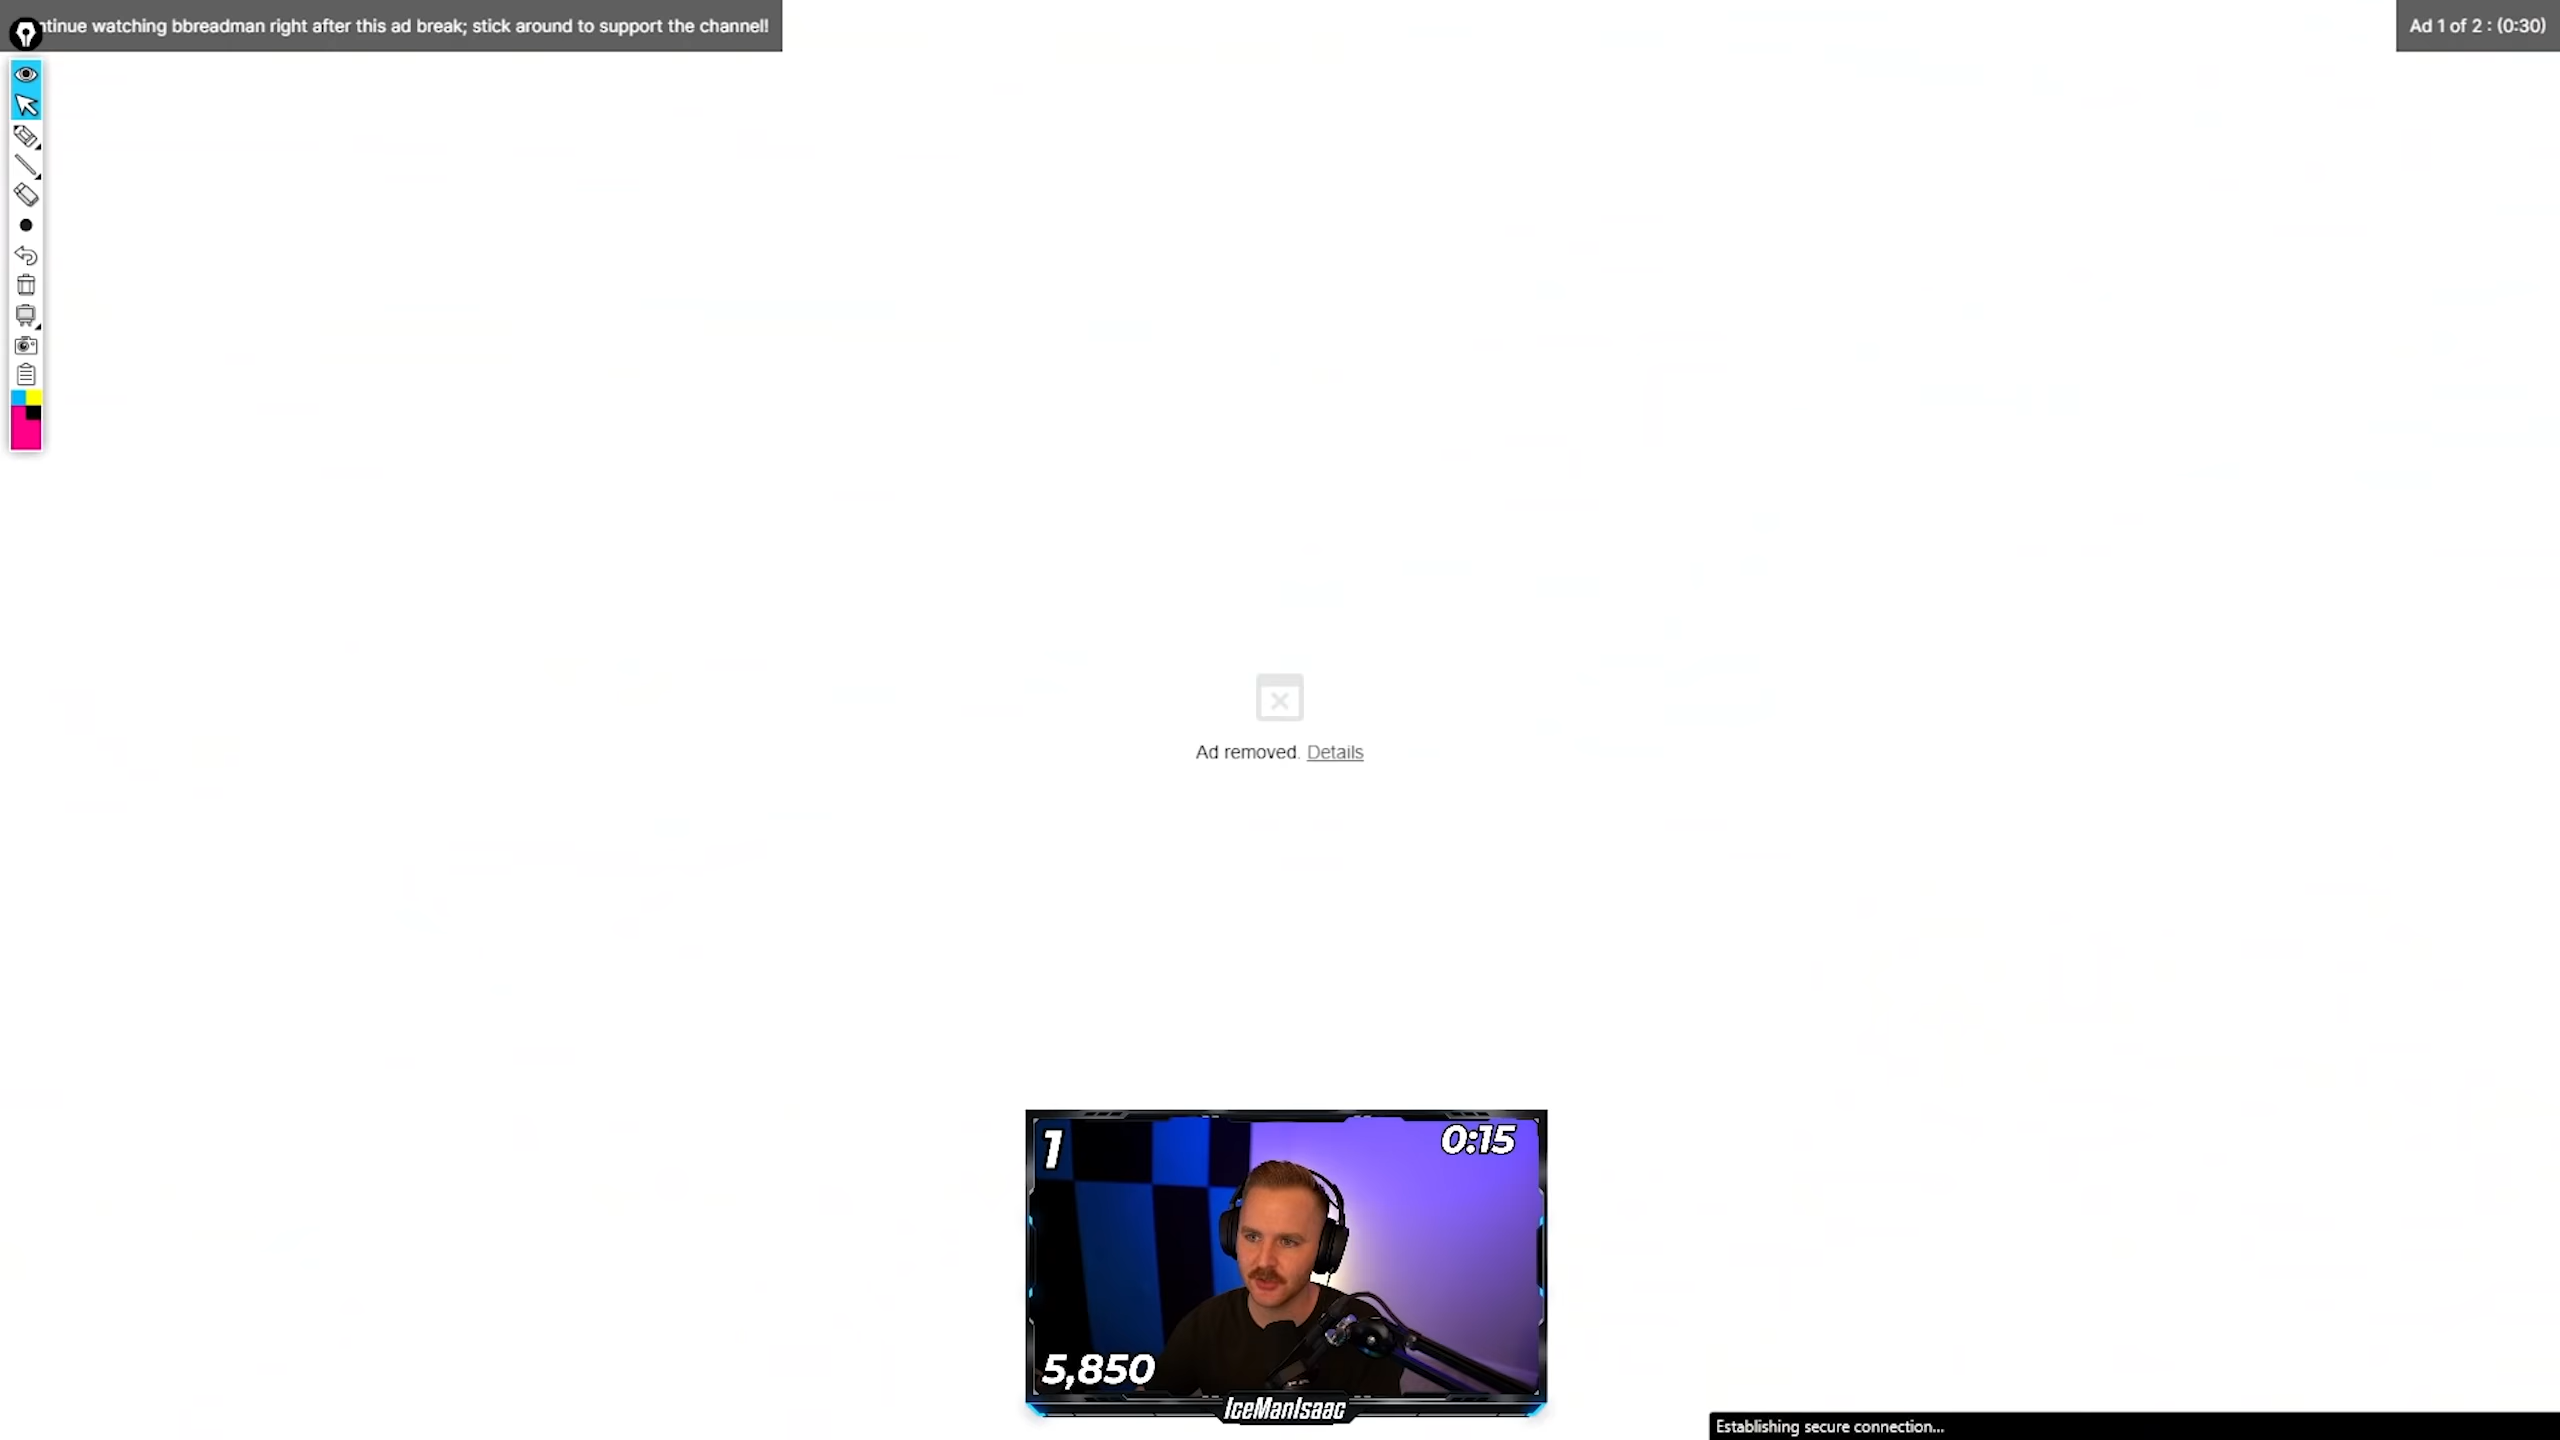 ntinue watching bbreadman right after this ad break; stick around to support the channel!
Ad 1 of 2 : (0:30)
Ad removed. Details
1
0:15
5,850
IceManIsaac
Establishing secure connection...